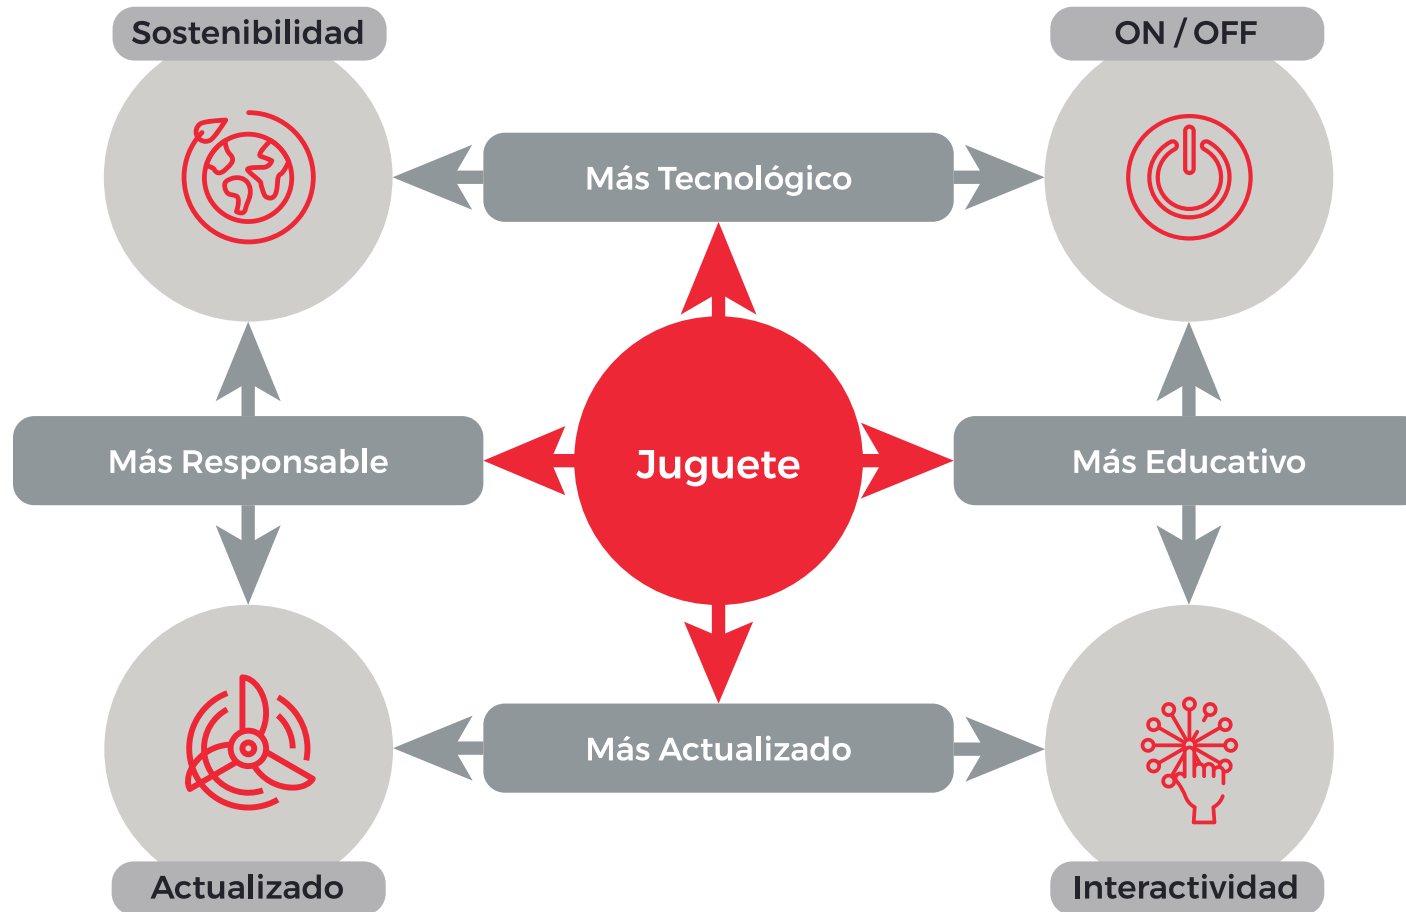 Sostenibilidad
ON / OFF
Más Tecnológico
Más Responsable
Juguete
Más Educativo
Más Actualizado
Actualizado
Interactividad